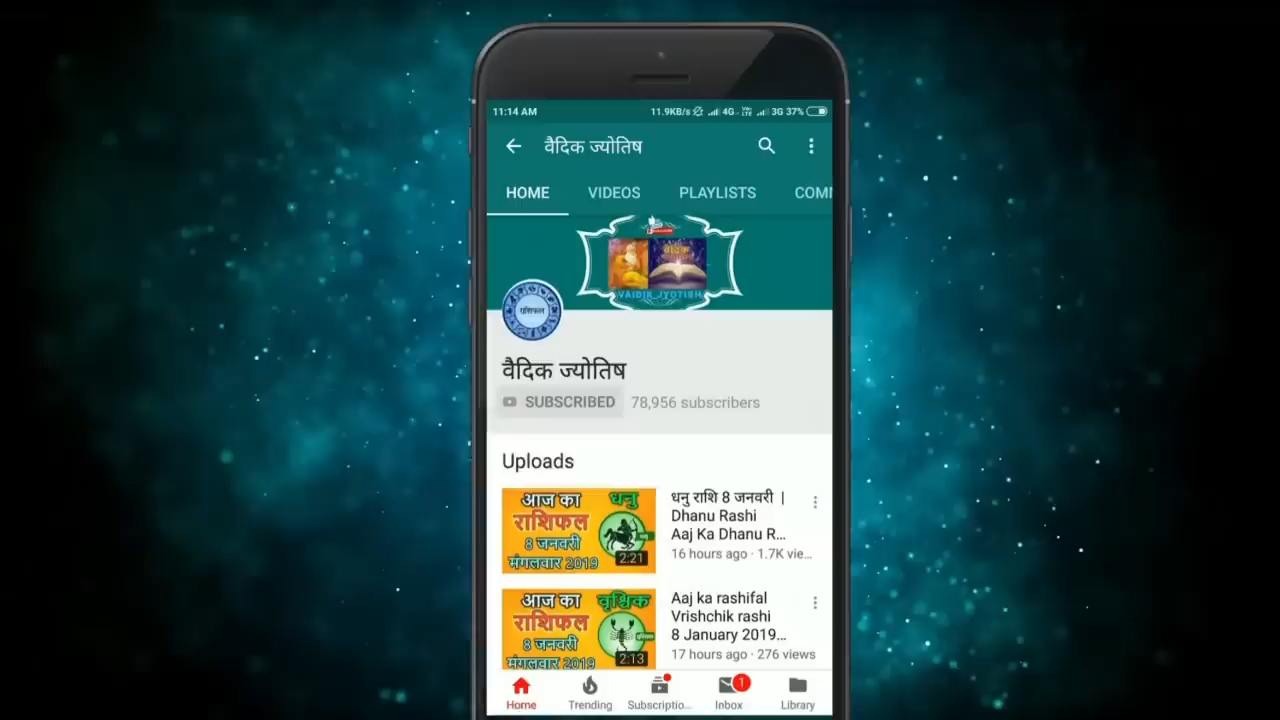 11:14 AM
11.9KB/s 4G VoLTE 3G 37%
वैदिक ज्योतिष
HOME VIDEOS PLAYLISTS COMM
वैदिक
VAIDIK JYOTISH
राशिफल
वैदिक ज्योतिष
SUBSCRIBED 78,956 subscribers
Uploads
आज का धनु
राशिफल
8 जनवरी
मंगलवार 2019
2:21
धनु राशि 8 जनवरी |
Dhanu Rashi
Aaj Ka Dhanu R...
16 hours ago · 1.7K vie...
आज का वृश्चिक
राशिफल
8 जनवरी
मंगलवार 2019
2:13
Aaj ka rashifal
Vrishchik rashi
8 January 2019...
17 hours ago · 276 views
1
Home Trending Subscriptio... Inbox Library